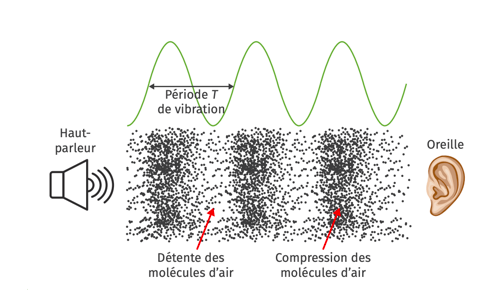 Période T
de vibration
Haut-
parleur
Oreille
Détente des
molécules d'air
Compression des
molécules d'air